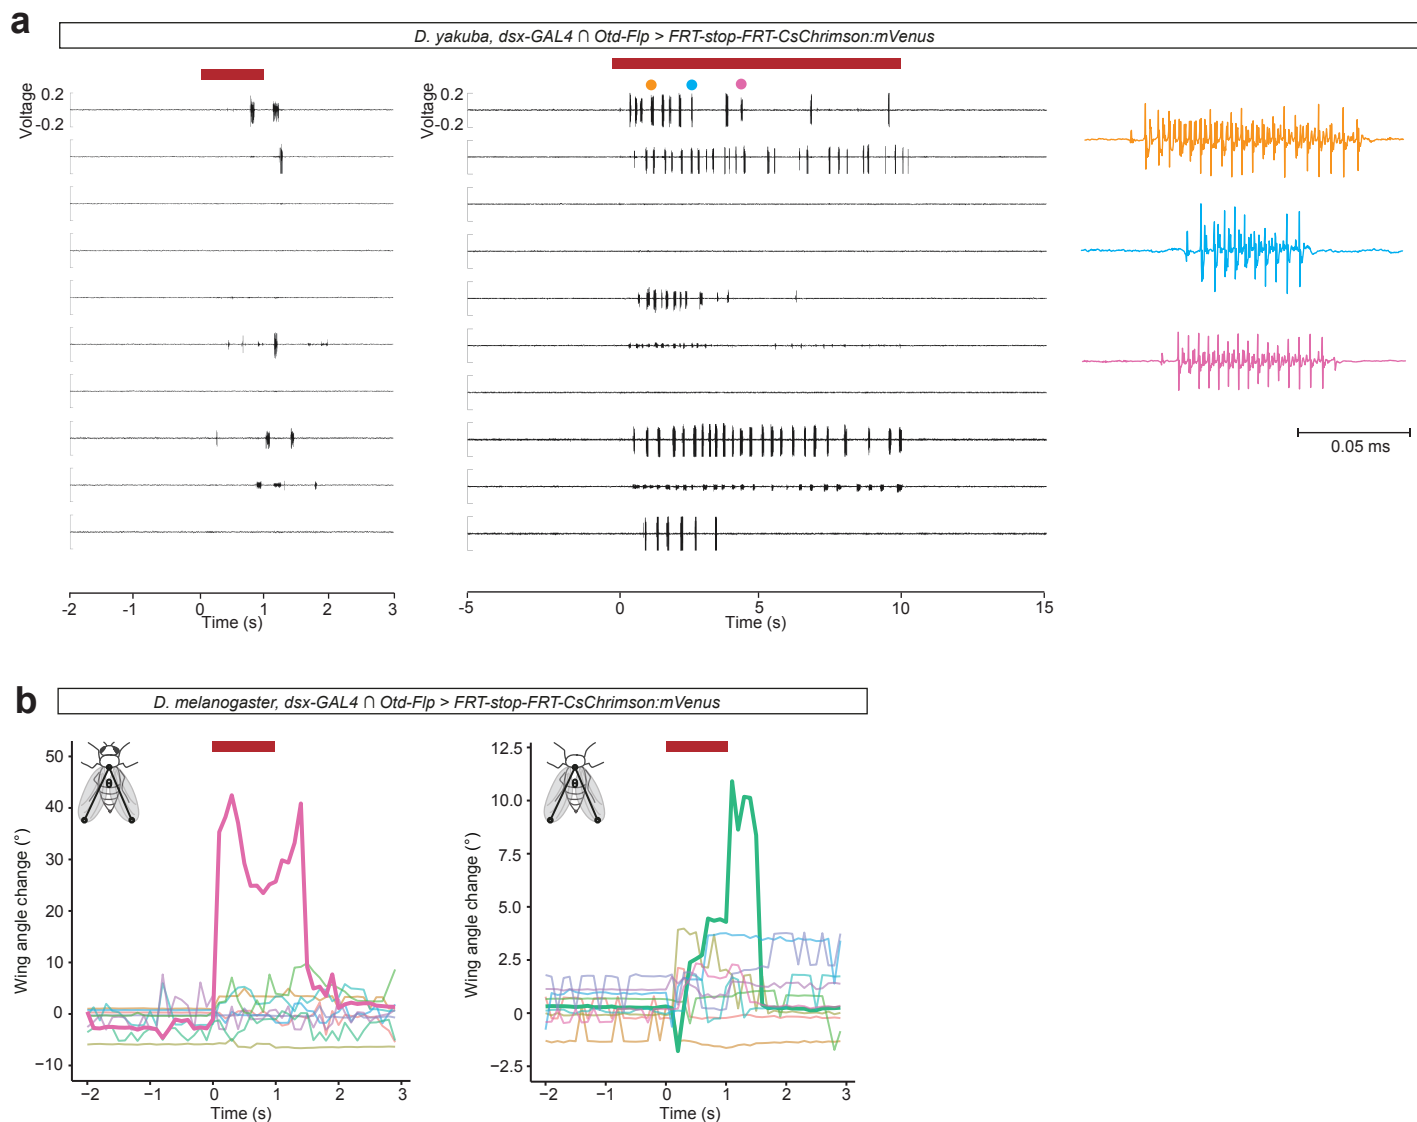 a
D. yakuba, dsx-GAL4 ∩ Otd-Flp > FRT-stop-FRT-CsChrimson:mVenus
Voltage
0.2
-0.2
Voltage
0.2
-0.2
0.05 ms
-2 -1 0 1 2 3
Time (s)
-5 0 5 10 15
Time (s)
b
D. melanogaster, dsx-GAL4 ∩ Otd-Flp > FRT-stop-FRT-CsChrimson:mVenus
Wing angle change (°)
50
40
30
20
10
0
−10
θ
−2 −1 0 1 2 3
Time (s)
Wing angle change (°)
12.5
10.0
7.5
5.0
2.5
0
−2.5
θ
−2 −1 0 1 2 3
Time (s)